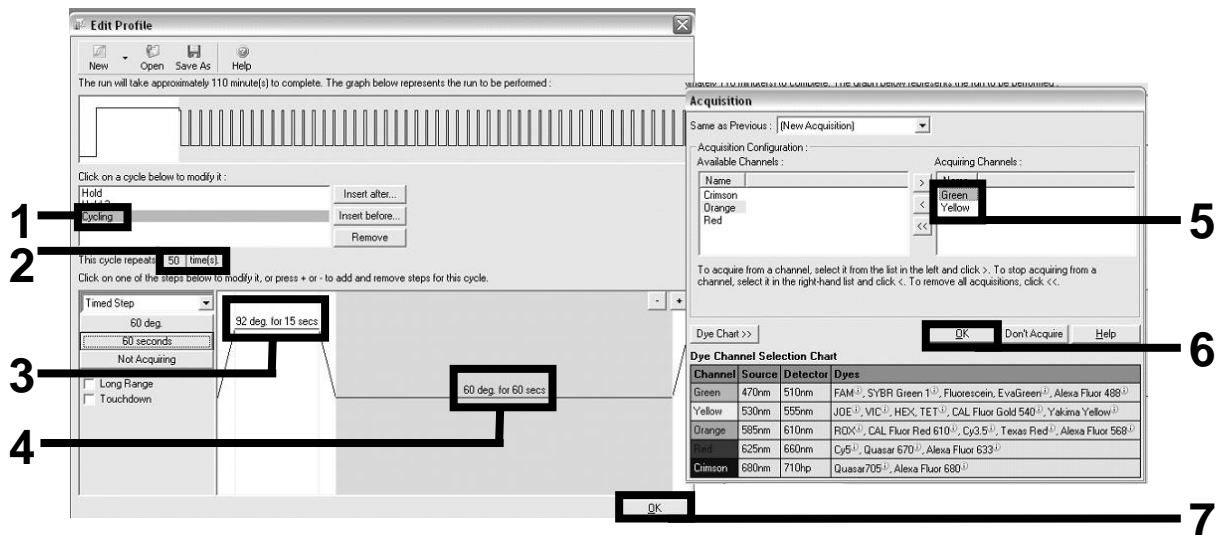 Edit Profile
New Open Save As Help
The run will take approximately 110 minute(s) to complete. The graph below represents the run to be performed :
Click on a cycle below to modify it :
Hold
Cycling
Insert after...
Insert before...
Remove
This cycle repeats 50 time(s).
Click on one of the steps below to modify it, or press + or - to add and remove steps for this cycle.
Timed Step
60 deg.
60 seconds
Not Acquiring
Long Range
Touchdown
92 deg. for 15 secs
- +
60 deg. for 60 secs
OK
1
2
3
4
Acquisition
Same as Previous : (New Acquisition)
Acquisition Configuration :
Available Channels :
Name
Crimson
Orange
Red
>
<
<<
Acquiring Channels :
Name
Green
Yellow
To acquire from a channel, select it from the list in the left and click >. To stop acquiring from a
channel, select it in the right-hand list and click <. To remove all acquisitions, click <<.
Dye Chart >> OK Don't Acquire Help
Dye Channel Selection Chart
Channel Source Detector Dyes
Green 470nm 510nm FAM, SYBR Green 1, Fluorescein, EvaGreen, Alexa Fluor 488
Yellow 530nm 555nm JOE, VIC, HEX, TET, CAL Fluor Gold 540, Yakima Yellow
Orange 585nm 610nm ROX, CAL Fluor Red 610, Cy3.5, Texas Red, Alexa Fluor 568
Red 625nm 660nm Cy5, Quasar 670, Alexa Fluor 633
Crimson 680nm 710hp Quasar705, Alexa Fluor 680
5
6
7